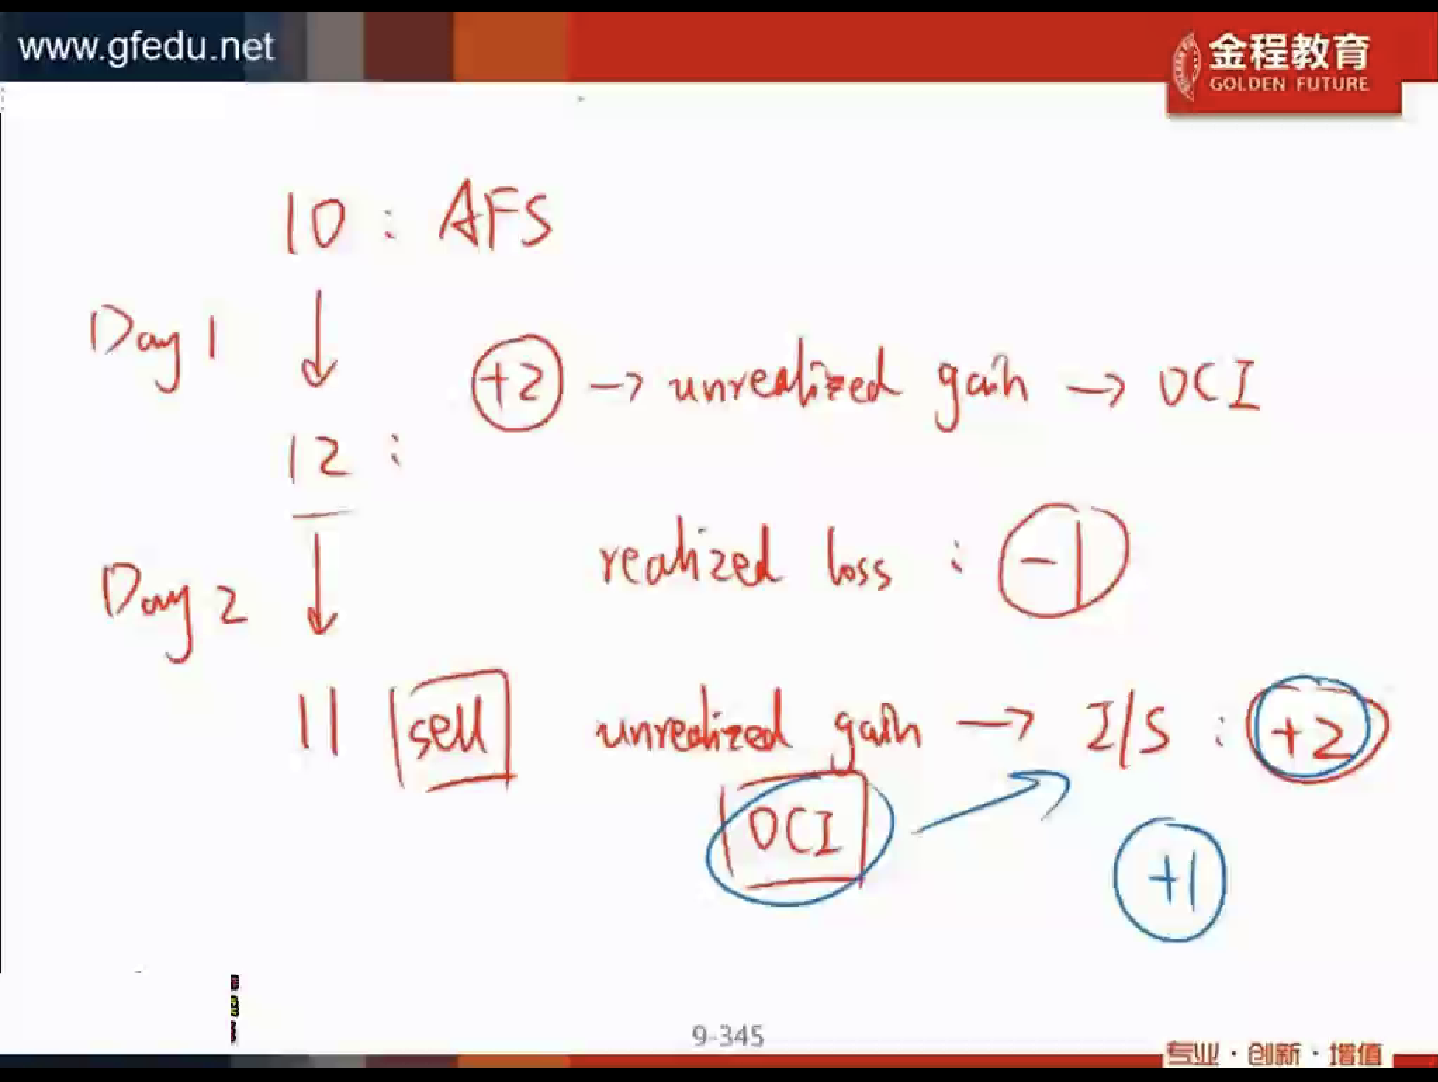 www.gfedu.net
金程教育
GOLDEN FUTURE
10 : AFS
Day 1
+2 → unrealized gain → OCI
12 :
realized loss : -1
Day 2
11 sell unrealized gain → I/S : +2
OCI
+1
9-345
专业·创新·增值